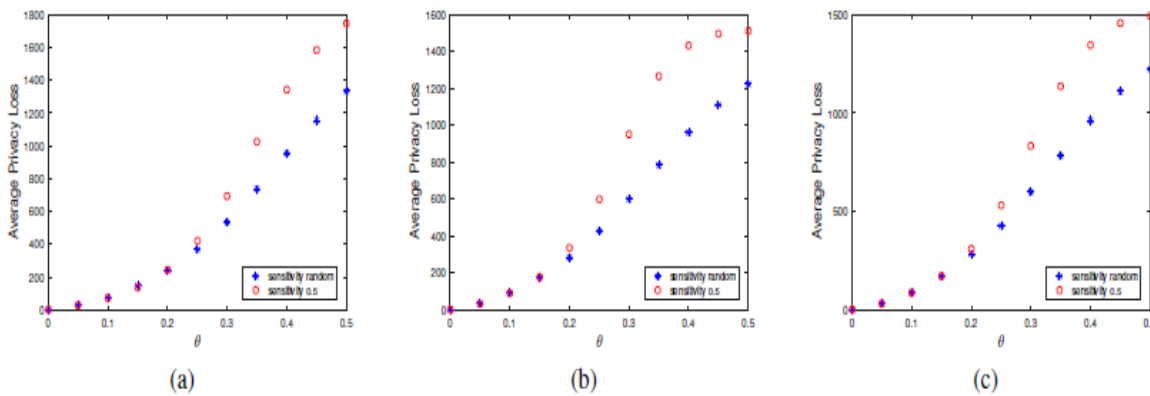 1800
1600
1400
1200
1000
800
600
400
200
0
Average Privacy Loss
0 0.1 0.2 0.3 0.4 0.5
θ
sensitivity random
sensitivity o.s
(a)
1600
1400
1200
1000
800
600
400
200
0
Average Privacy Loss
0 0.1 0.2 0.3 0.4 0.5
θ
sensitivity random
sensitivity o.s
(b)
1500
1000
500
0
Average Privacy Loss
0 0.1 0.2 0.3 0.4 0.5
θ
sensitivity random
sensitivity o.s
(c)